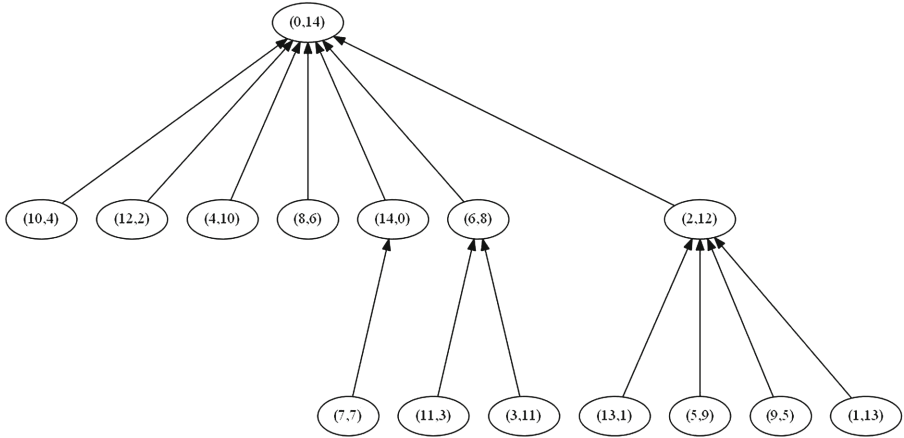 (0,14)
(10,4) (12,2) (4,10) (8,6) (14,0) (6,8) (2,12)
(7,7) (11,3) (3,11) (13,1) (5,9) (9,5) (1,13)